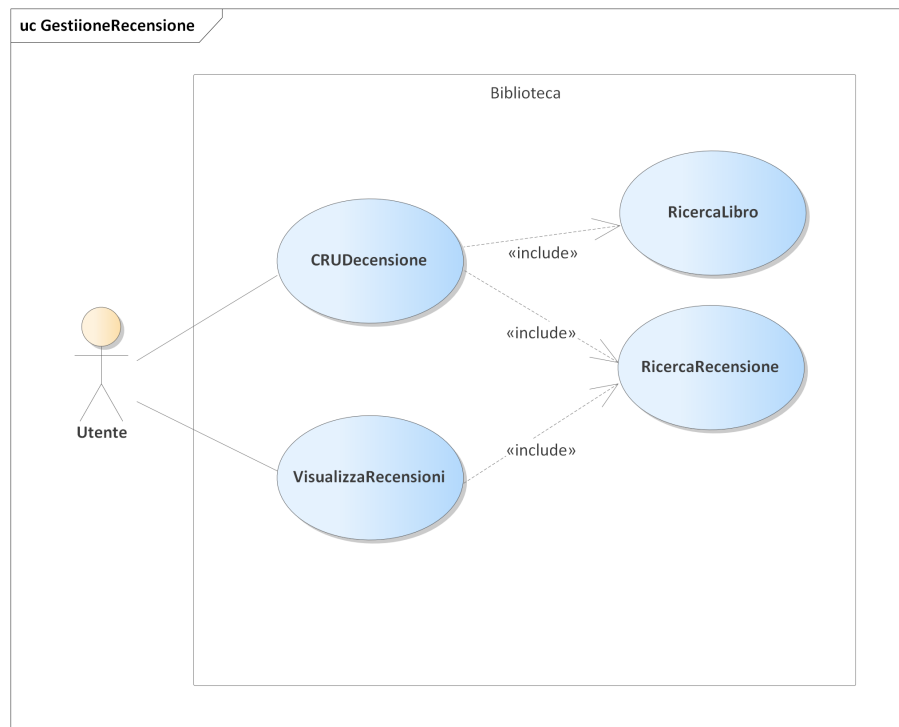 uc GestiioneRecensione
Biblioteca
RicercaLibro
CRUDecensione
«include»
«include»
RicercaRecensione
Utente
«include»
VisualizzaRecensioni